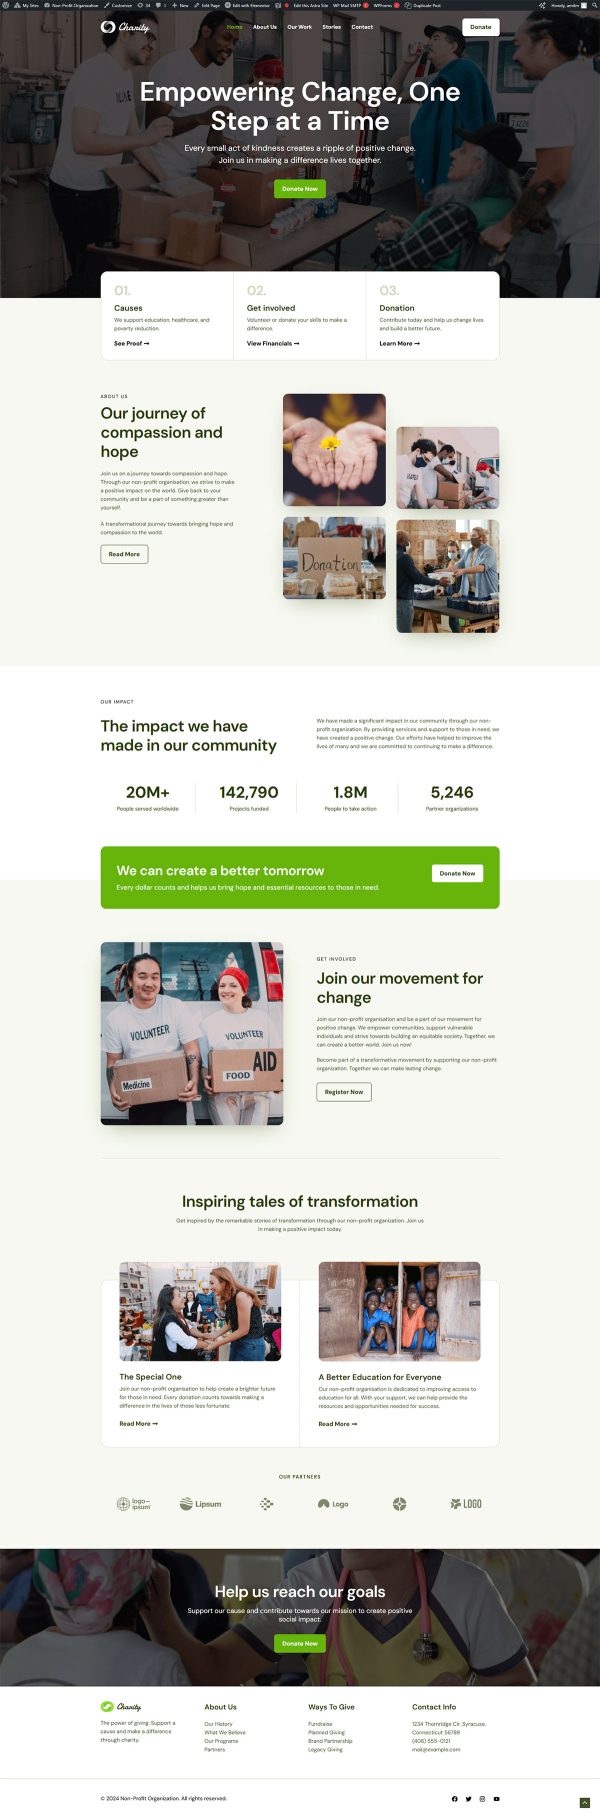 My Sites Non-Profit Organization Customize 34 0 New Edit Page Edit with Elementor Edit this Astra Site WP Mail SMTP WPForms Duplicate Post Howdy, admin
Charity Home About Us Our Work Stories Contact Donate
Empowering Change, One
Step at a Time
Every small act of kindness creates a ripple of positive change.
Join us in making a difference lives together.
Donate Now
01. 02. 03.
Causes Get involved Donation
We support education, healthcare, and Volunteer or donate your skills to make a Contribute today and help us change lives
poverty reduction. difference. and build a better future.
See Proof ➞ View Financials ➞ Learn More ➞
ABOUT US
Our journey of
compassion and
hope
Join us on a journey towards compassion and hope.
Through our non-profit organisation, we strive to make
a positive impact on the world. Give back to your
community and be a part of something greater than
yourself.
A transformational journey towards bringing hope and
compassion to the world.
Read More
Donation
OUR IMPACT
The impact we have
made in our community
We have made a significant impact in our community through our non-
profit organization. By providing services and support to those in need, we
have created a positive change. Our efforts have helped to improve the
lives of many and we are committed to continuing to make a difference.
20M+ 142,790 1.8M 5,246
People served worldwide Projects funded People to take action Partner organizations
We can create a better tomorrow
Every dollar counts and helps us bring hope and essential resources to those in need.
Donate Now
VOLUNTEER VOLUNTEER
Medicine FOOD AID
GET INVOLVED
Join our movement for
change
Join our non-profit organisation and be a part of our movement for
positive change. We empower communities, support vulnerable
individuals and strive towards building an equitable society. Together, we
can create a better world. Join us now!
Become part of a transformative movement by supporting our non-profit
organization. Together we can make lasting change.
Register Now
Inspiring tales of transformation
Get inspired by the remarkable stories of transformation through our non-profit organization. Join us
in making a positive impact today.
The Special One
Join our non-profit organisation to help create a brighter future
for those in need. Every donation counts towards making a
difference in the lives of those less fortunate.
Read More ➞
A Better Education for Everyone
Our non-profit organisation is dedicated to improving access to
education for all. With your support, we can help provide the
resources and opportunities needed for success.
Read More ➞
OUR PARTNERS
logo-
ipsum Lipsum Logo LOGO
Help us reach our goals
Support our cause and contribute towards our mission to create positive
social impact.
Donate Now
Charity
The power of giving: Support a
cause and make a difference
through charity.
About Us
Our History
What We Believe
Our Programs
Partners
Ways To Give
Fundraise
Planned Giving
Brand Partnership
Legacy Giving
Contact Info
1234 Thornridge Cir. Syracuse,
Connecticut 56789
(406) 555-0121
mail@example.com
© 2024 Non-Profit Organization. All rights reserved.